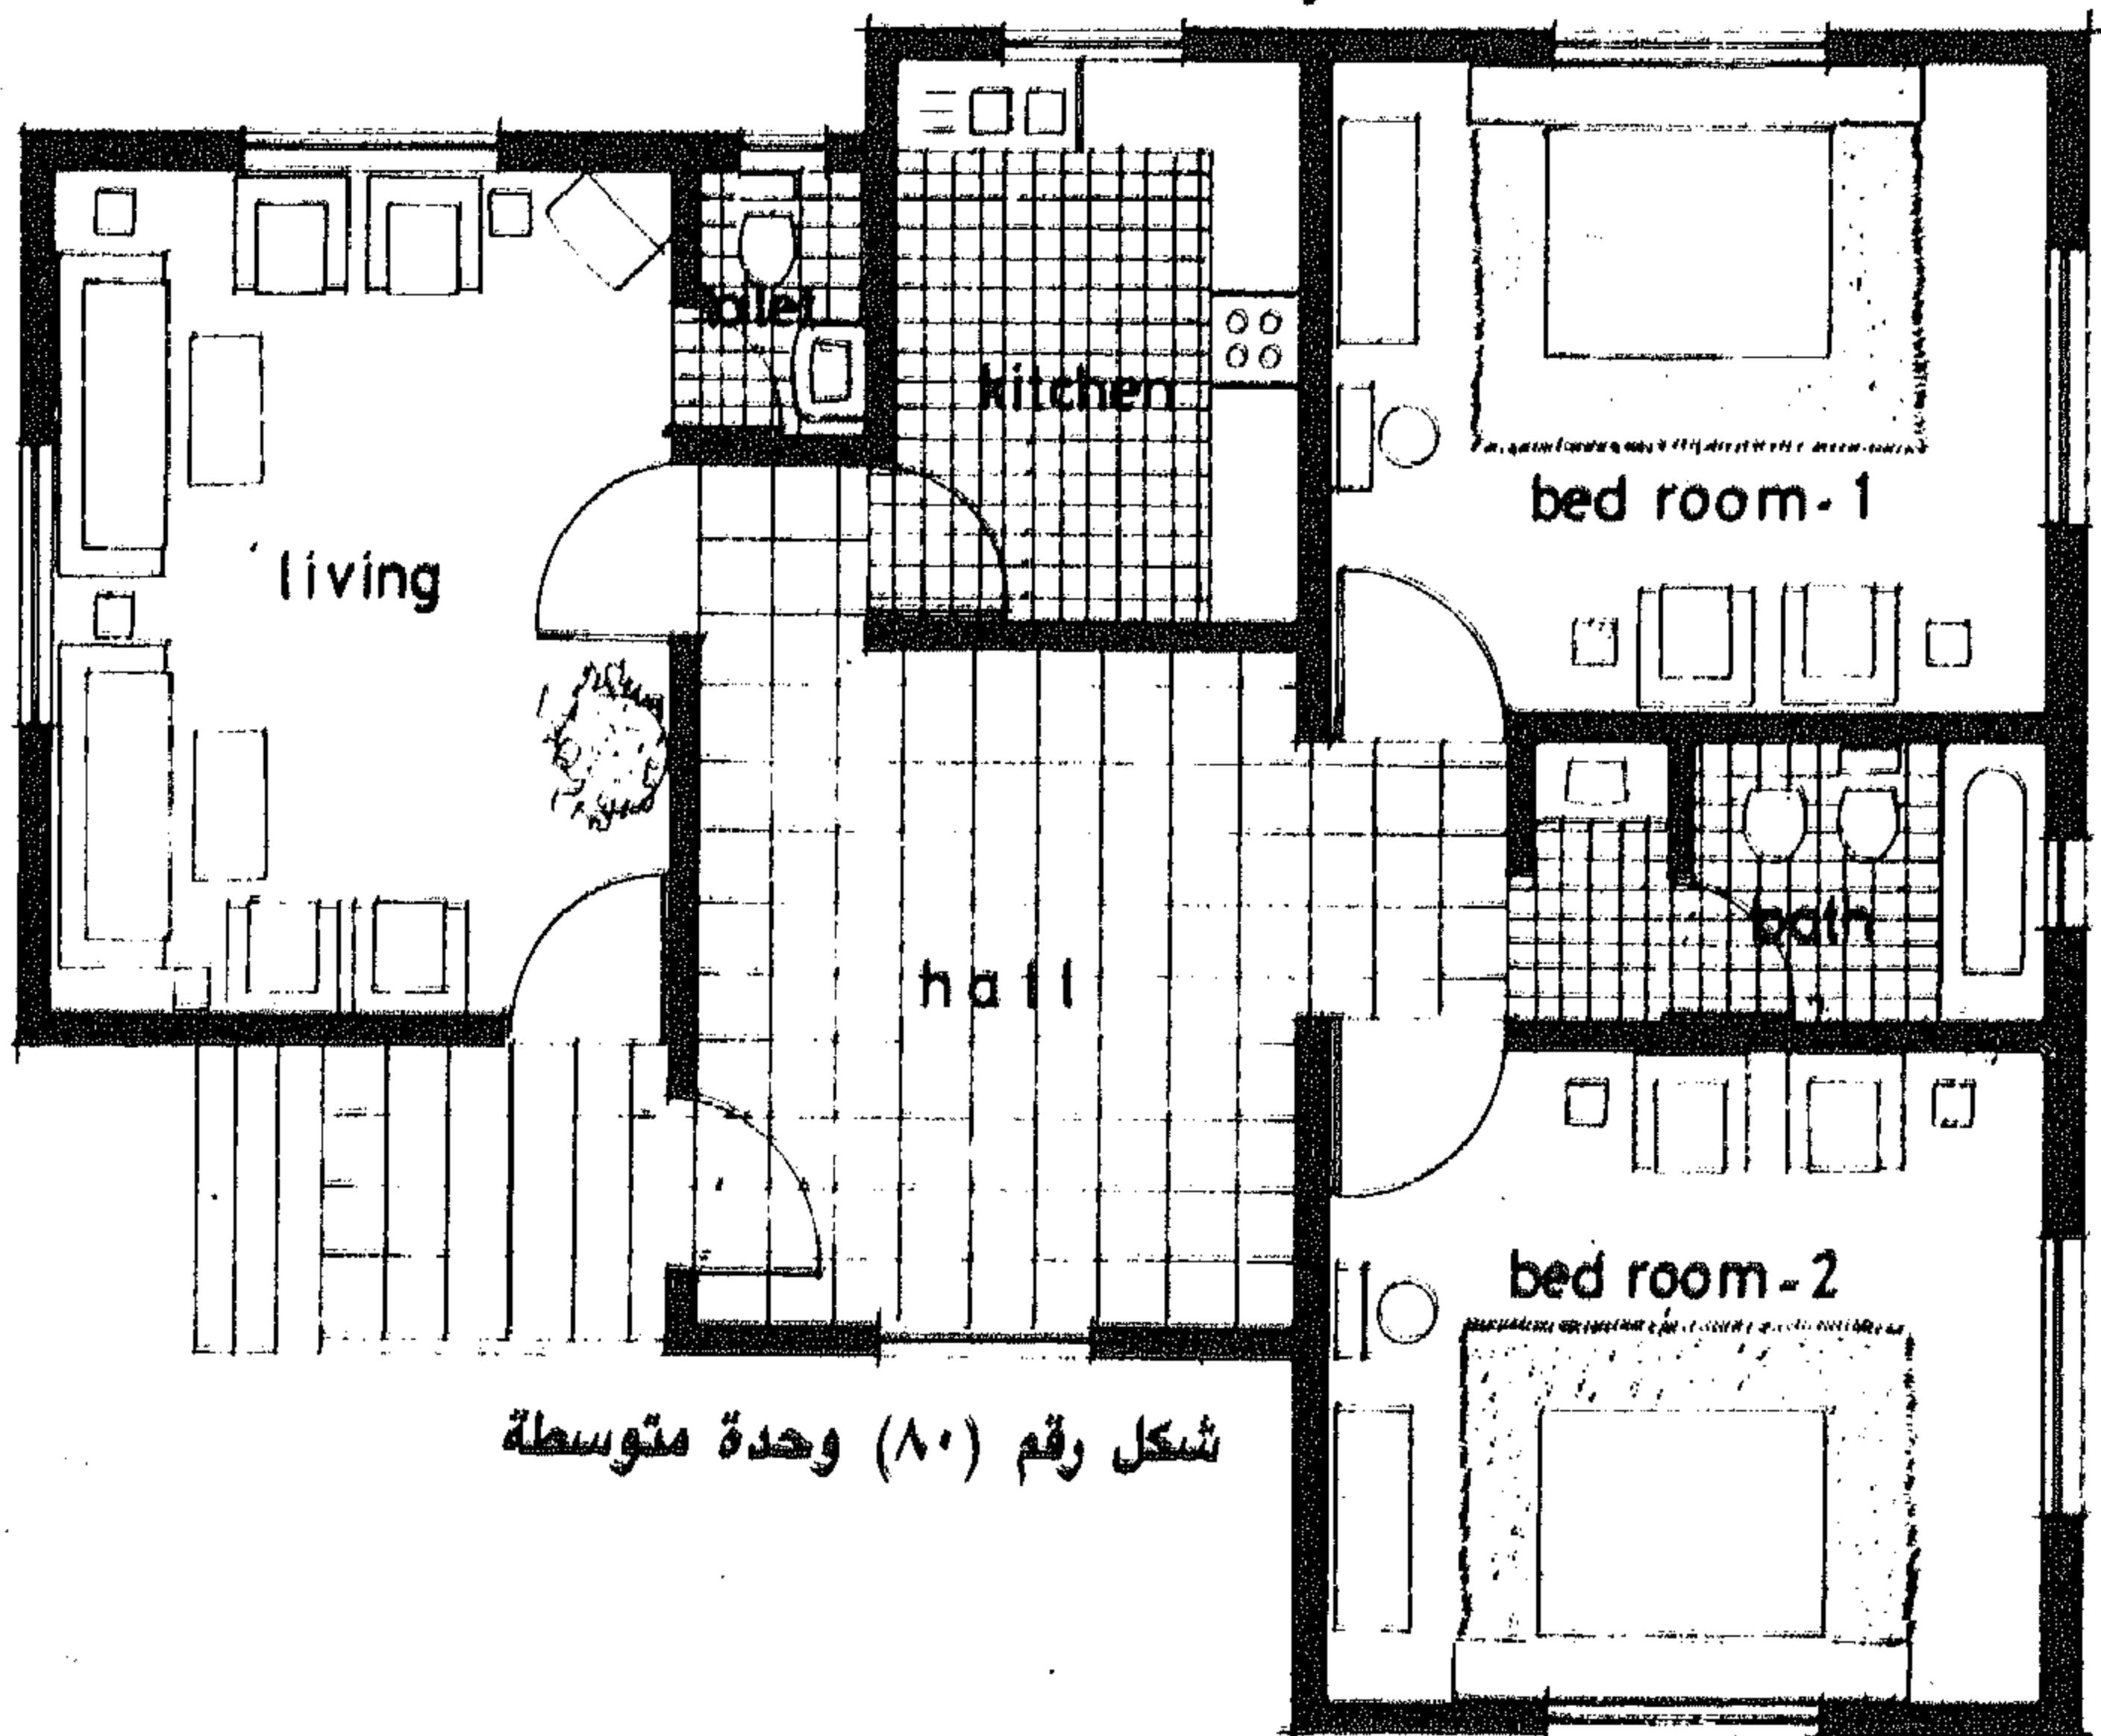 toilet
kitchen
bed room-1
living
bath
hall
bed room-2
شكل رقم (٨٠) وحدة متوسطة